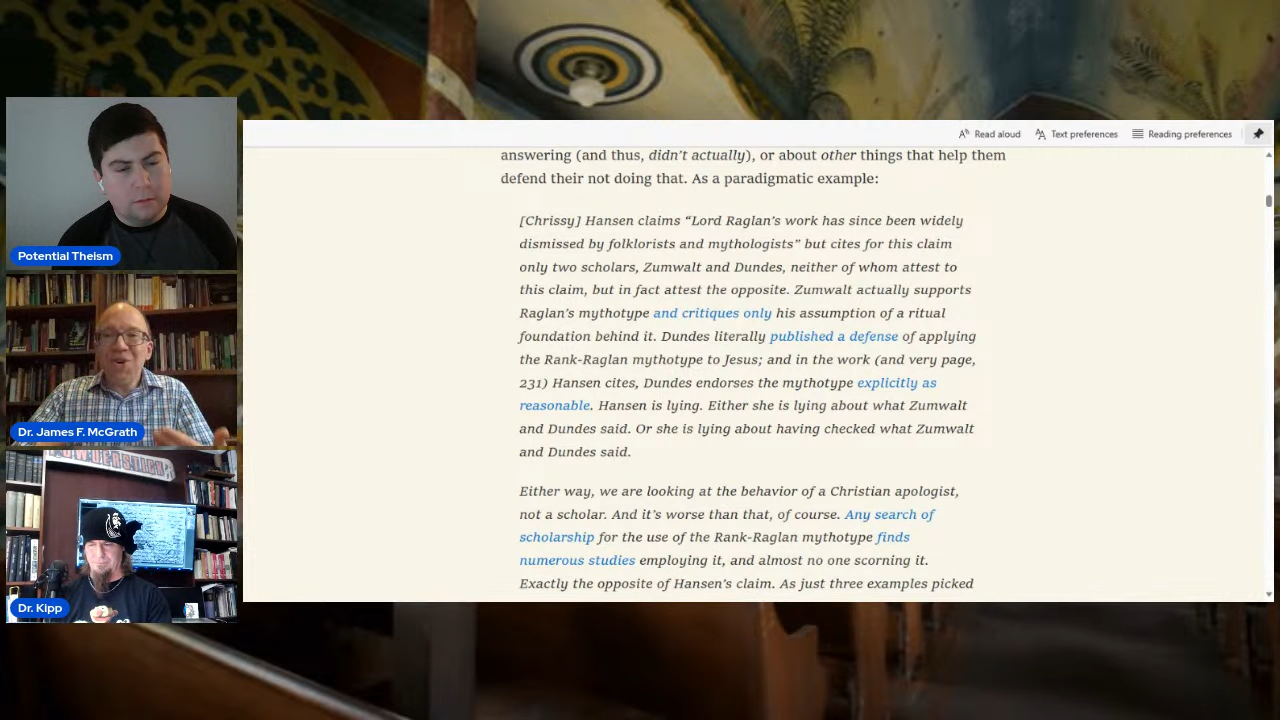 Read aloud
Text preferences
Reading preferences
answering (and thus, didn't actually), or about other things that help them
defend their not doing that. As a paradigmatic example:
[Chrissy] Hansen claims “Lord Raglan's work has since been widely
dismissed by folklorists and mythologists” but cites for this claim
only two scholars, Zumwalt and Dundes, neither of whom attest to
this claim, but in fact attest the opposite. Zumwalt actually supports
Raglan's mythotype and critiques only his assumption of a ritual
foundation behind it. Dundes literally published a defense of applying
the Rank-Raglan mythotype to Jesus; and in the work (and very page,
231) Hansen cites, Dundes endorses the mythotype explicitly as
reasonable. Hansen is lying. Either she is lying about what Zumwalt
and Dundes said. Or she is lying about having checked what Zumwalt
and Dundes said.
Either way, we are looking at the behavior of a Christian apologist,
not a scholar. And it's worse than that, of course. Any search of
scholarship for the use of the Rank-Raglan mythotype finds
numerous studies employing it, and almost no one scorning it.
Exactly the opposite of Hansen's claim. As just three examples picked
Potential Theism
Dr. James F. McGrath
Dr. Kipp